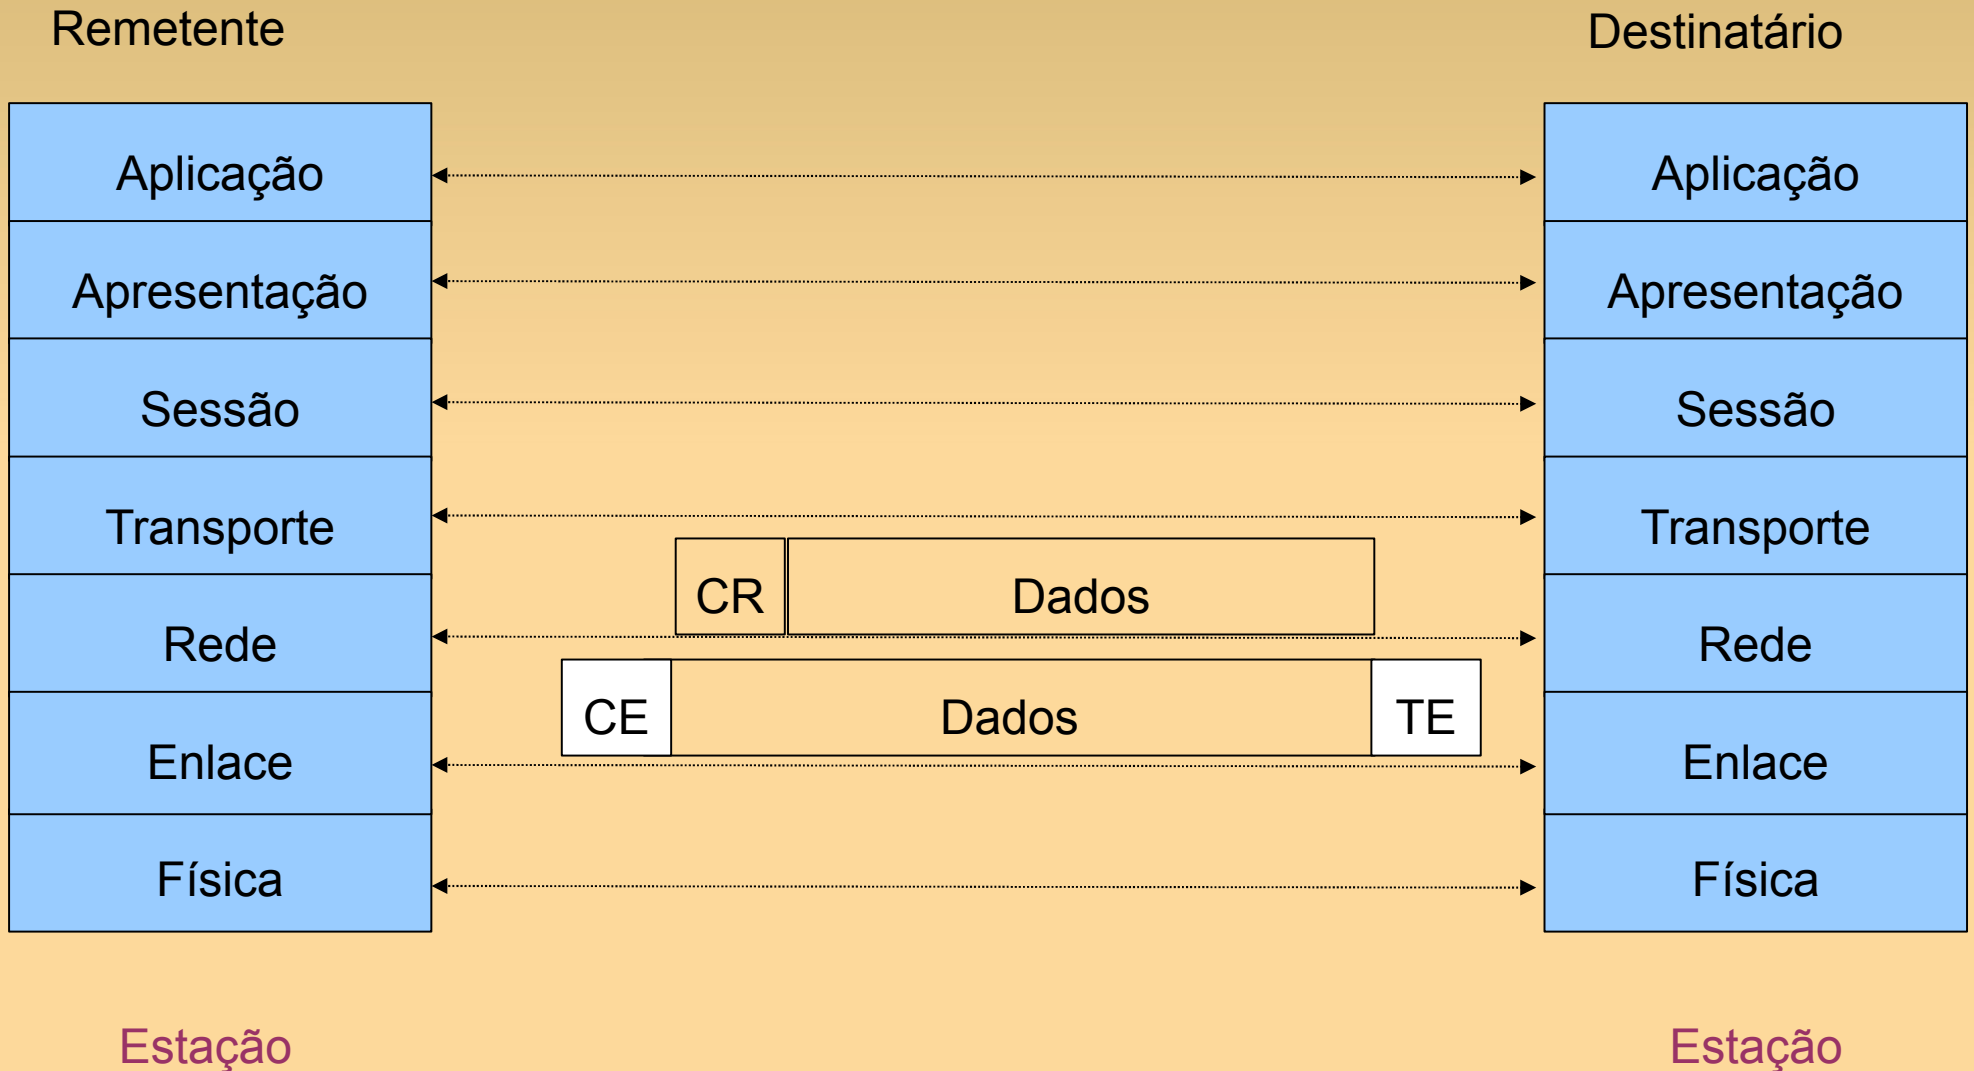 Remetente
Destinatário
Aplicação
Aplicação
Apresentação
Apresentação
Sessão
Sessão
Transporte
Transporte
CR
Dados
Rede
Rede
CE
Dados
TE
Enlace
Enlace
Física
Física
Estação
Estação